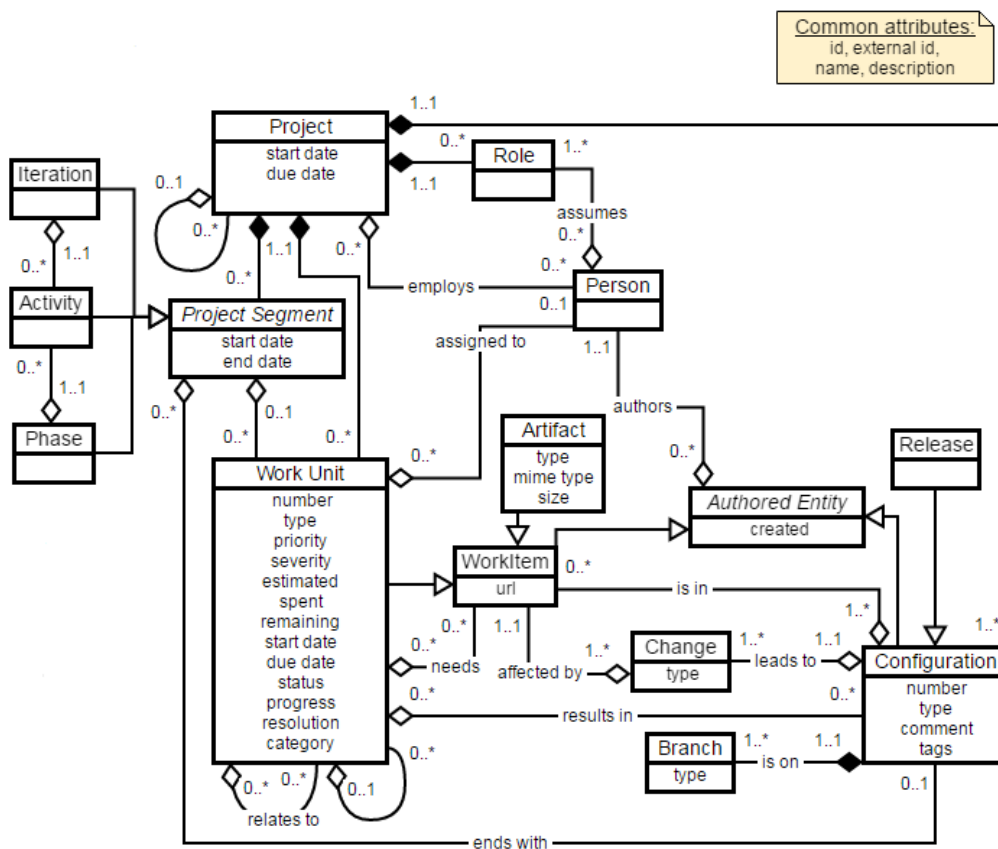 Common attributes:
id, external id,
name, description
1..1
Project
start date
due date
0..*
1..1
Role
1..*
assumes
0..*
Iteration
0..1
0..*
1..1
0..*
0..*
employs
0..*
Person
0..1
1..1
1..1
0..*
Activity
0..*
1..1
Phase
Project Segment
start date
end date
assigned to
0..*
0..1
0..*
0..*
authors
0..*
Artifact
type
mime type
size
Release
Work Unit
number
type
priority
severity
estimated
spent
remaining
start date
due date
status
progress
resolution
category
0..*
Authored Entity
created
WorkItem
url
0..*
is in
1..*
1..*
0..*
0..*
needs
1..1
affected by
1..*
Change
type
1..*
leads to
1..1
Configuration
number
type
comment
tags
0..*
results in
0..*
Branch
type
1..*
is on
1..1
0..1
0..*
0..*
relates to
0..1
0..*
ends with